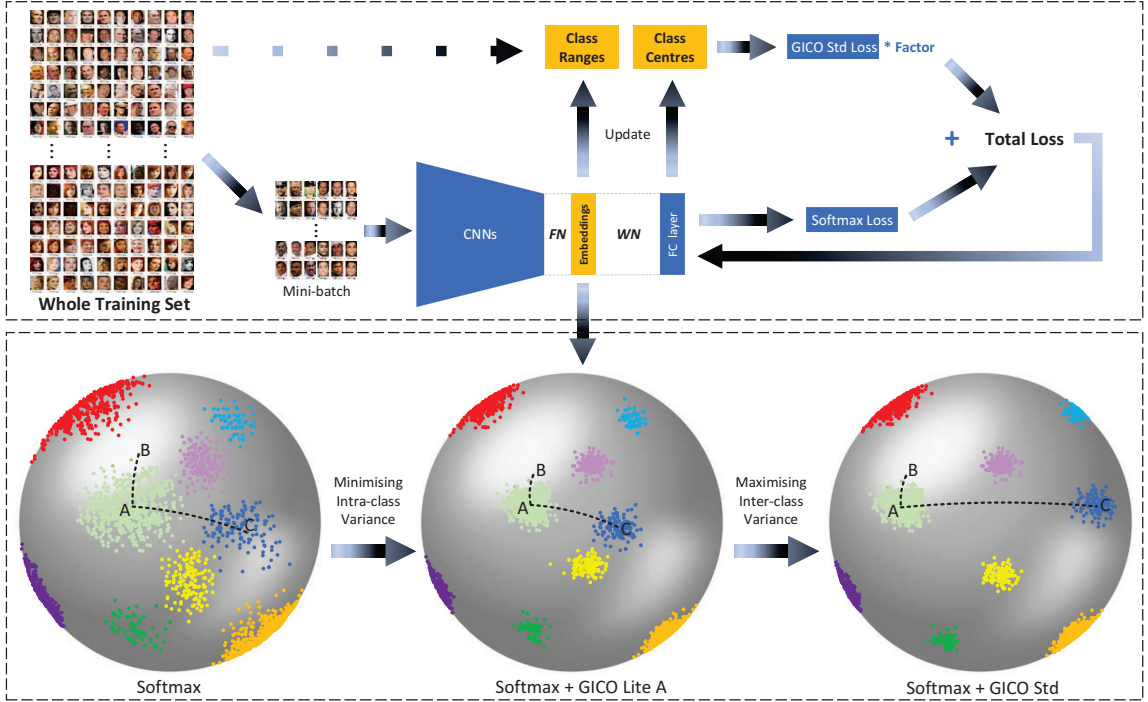 Class
Ranges
Class
Centres
GICO Std Loss * Factor
Update
+ Total Loss
CNNs
FN
Embeddings
WN
FC layer
Softmax Loss
Mini-batch
Whole Training Set
B
A
C
Minimising
Intra-class
Variance
B
A
C
Maximising
Inter-class
Variance
B
A
C
Softmax
Softmax + GICO Lite A
Softmax + GICO Std